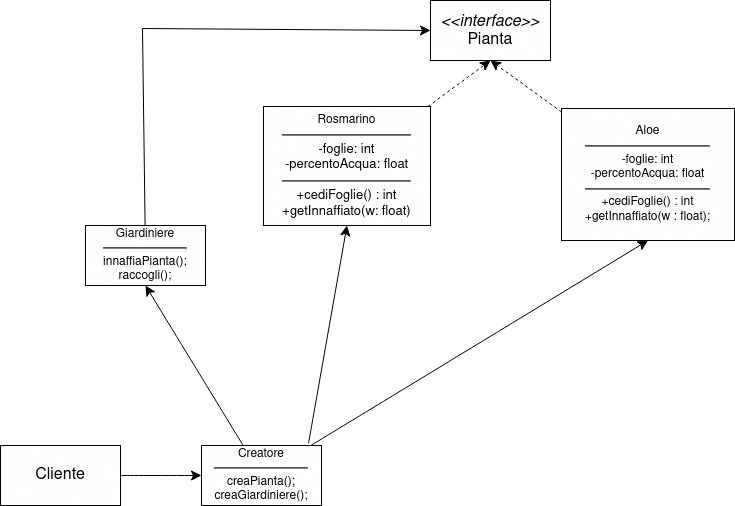 <<interface>>
Pianta
Rosmarino
-foglie: int
-percentoAcqua: float
+cediFoglie() : int
+getInnaffiato(w: float)
Aloe
-foglie: int
-percentoAcqua: float
+cediFoglie() : int
+getInnaffiato(w : float);
Giardiniere
innaffiaPianta();
raccogli();
Cliente
Creatore
creaPianta();
creaGiardiniere();